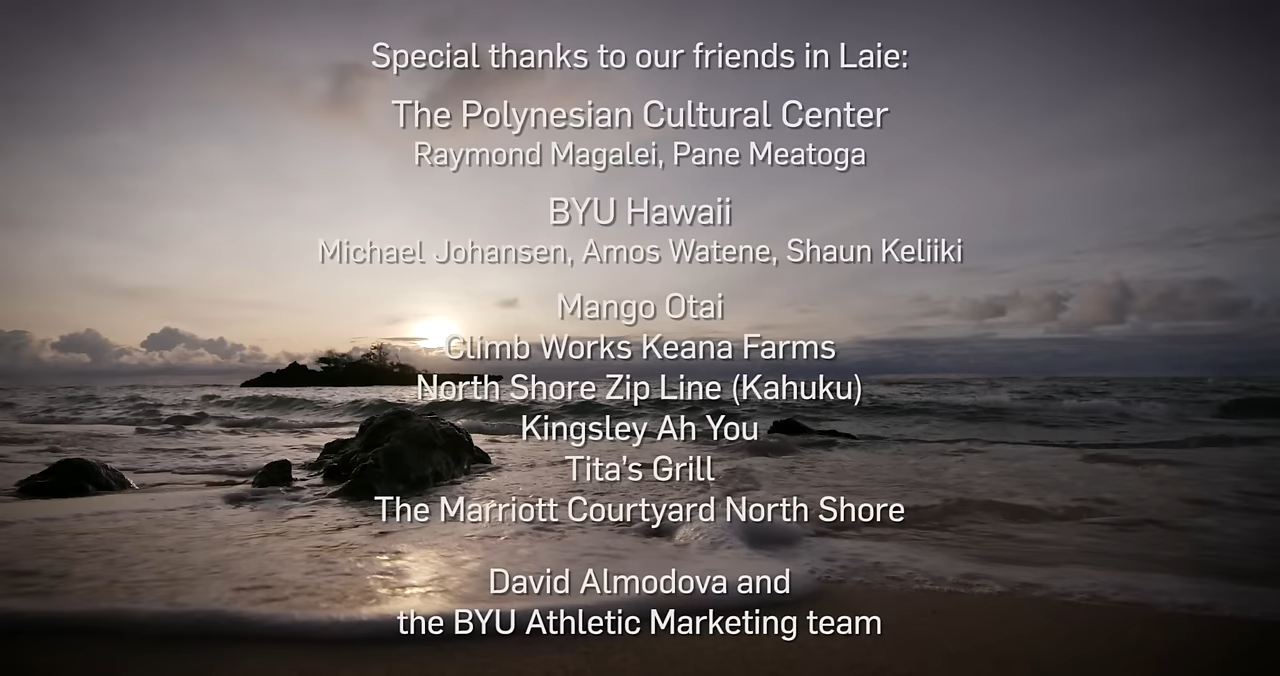 Special thanks to our friends in Laie:
The Polynesian Cultural Center
Raymond Magalei, Pane Meatoga
BYU Hawaii
Michael Johansen, Amos Watene, Shaun Keliiki
Mango Otai
Climb Works Keana Farms
North Shore Zip Line (Kahuku)
Kingsley Ah You
Tita's Grill
The Marriott Courtyard North Shore
David Almodova and
the BYU Athletic Marketing team